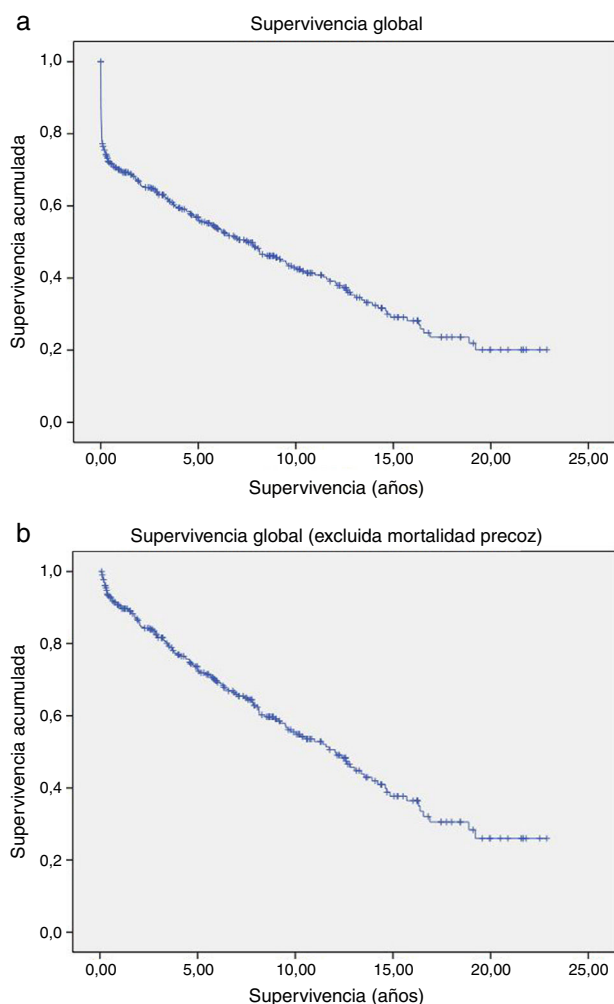 a
Supervivencia global
1,0
0,8
0,6
0,4
0,2
0,0
Supervivencia acumulada
0,00 5,00 10,00 15,00 20,00 25,00
Supervivencia (años)
b
Supervivencia global (excluida mortalidad precoz)
1,0
0,8
0,6
0,4
0,2
0,0
Supervivencia acumulada
0,00 5,00 10,00 15,00 20,00 25,00
Supervivencia (años)